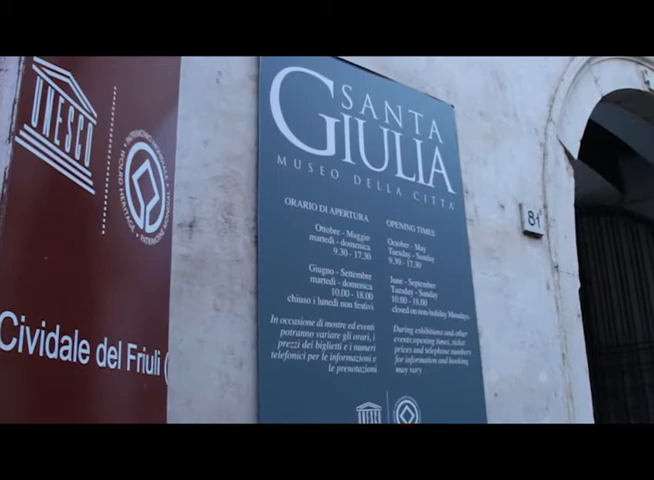 UNESCO
PATRIMONIO MONDIALE
WORLD HERITAGE
PATRIMOINE MONDIAL
Cividale del Friuli (
SANTA
GIULIA
MUSEO DELLA CITTA'
ORARIO DI APERTURA
Ottobre - Maggio
martedì - domenica
9.30 - 17.30
Giugno - Settembre
martedì - domenica
10.00 - 18.00
chiuso i lunedì non festivi
In occasione di mostre ed eventi
potranno variare gli orari, i
prezzi dei biglietti e i numeri
telefonici per le informazioni e
le prenotazioni
OPENING TIMES
October - May
Tuesday - Sunday
9.30 - 17.30
June - September
Tuesday - Sunday
10.00 - 18.00
closed on non-holiday Mondays
During exhibitions and other
events opening times, ticket
prices and telephone numbers
for information and booking
may vary
81